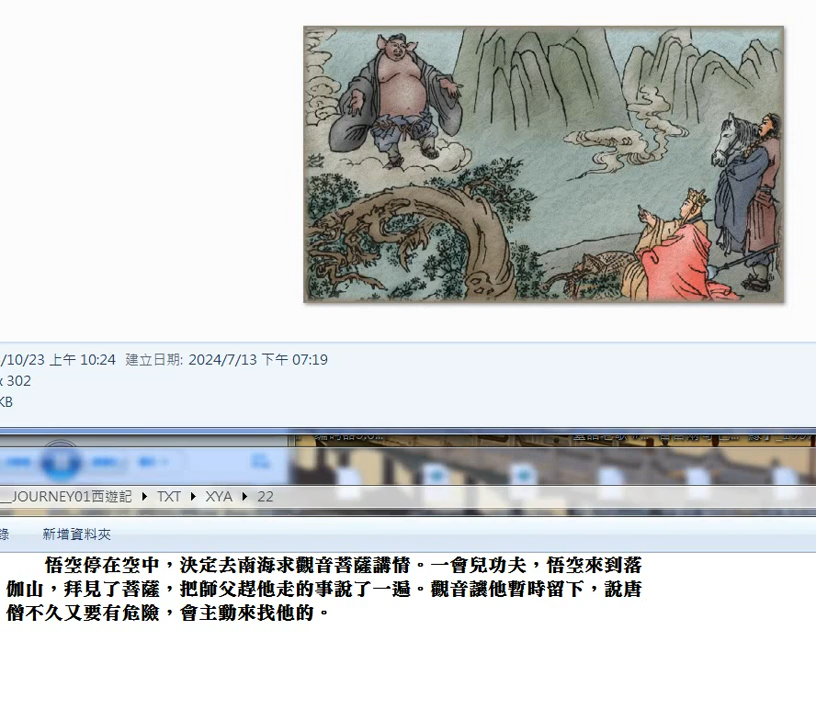 /10/23 上午 10:24 建立日期: 2024/7/13 下午 07:19
x 302
KB
__JOURNEY01西遊記 ▶ TXT ▶ XYA ▶ 22
錄 新增資料夾
悟空停在空中，決定去南海求觀音菩薩講情。一會兒功夫，悟空來到落
伽山，拜見了菩薩，把師父趕他走的事說了一遍。觀音讓他暫時留下，說唐
僧不久又要有危險，會主動來找他的。